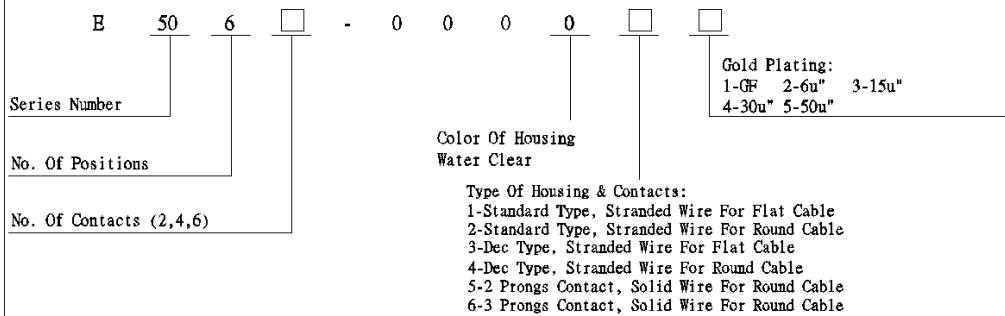 E 50 6 □ - 0 0 0 0 □ □
Gold Plating:
1-GF 2-6u" 3-15u"
4-30u" 5-50u"
Series Number
Color Of Housing
Water Clear
No. Of Positions
Type Of Housing & Contacts:
1-Standard Type, Stranded Wire For Flat Cable
2-Standard Type, Stranded Wire For Round Cable
3-Dec Type, Stranded Wire For Flat Cable
4-Dec Type, Stranded Wire For Round Cable
5-2 Prongs Contact, Solid Wire For Round Cable
6-3 Prongs Contact, Solid Wire For Round Cable
No. Of Contacts (2,4,6)